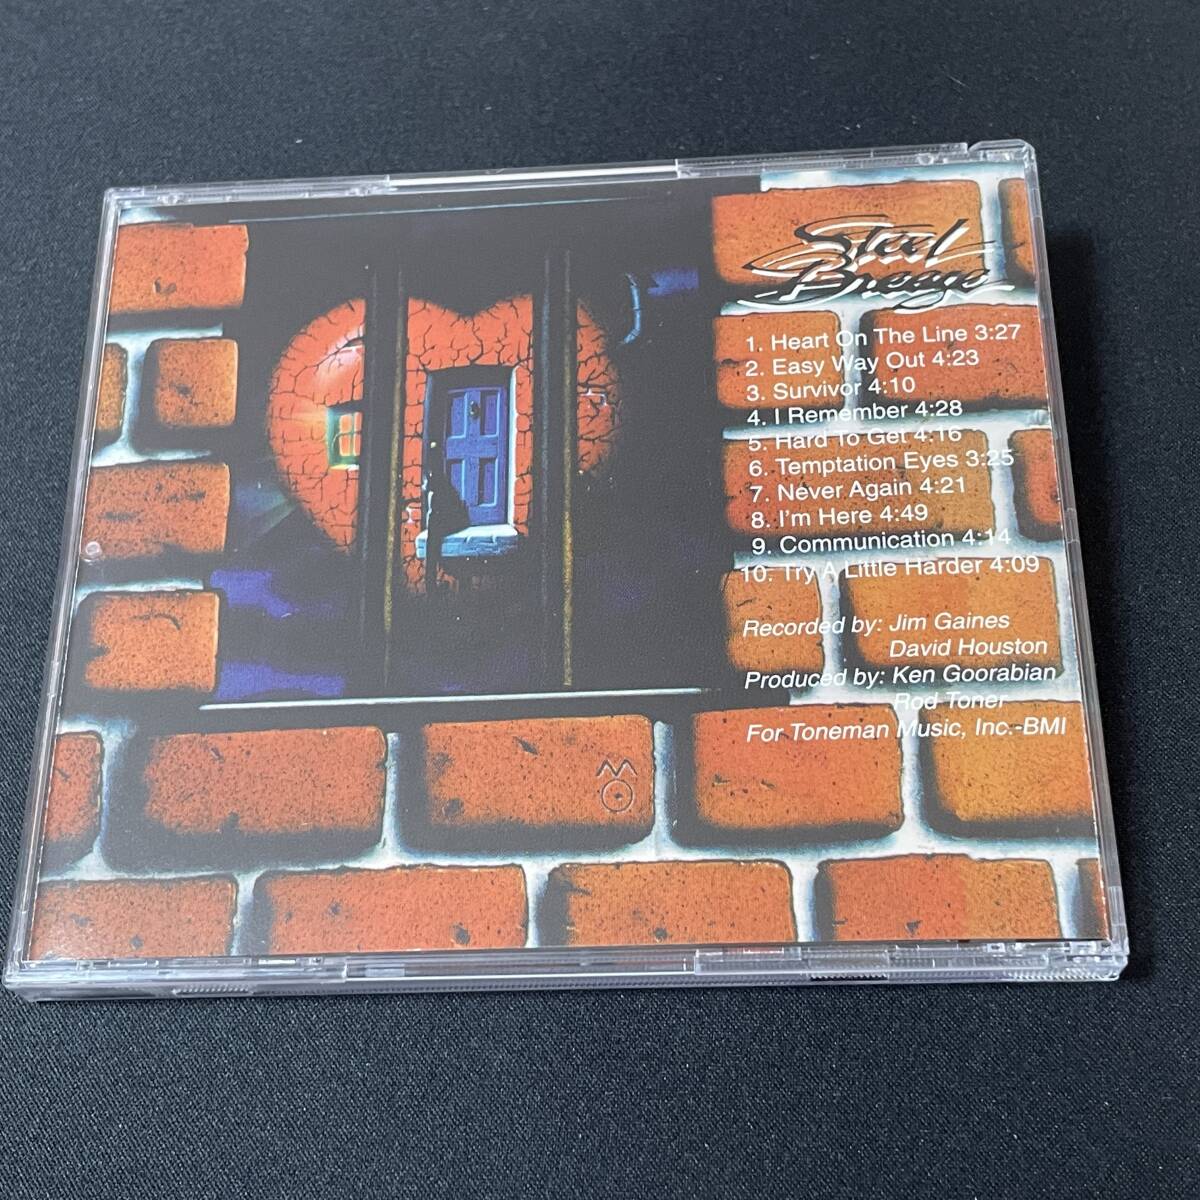 Steel
Breeze
1. Heart On The Line 3:27
2. Easy Way Out 4:23
3. Survivor 4:10
4. I Remember 4:28
5. Hard To Get 4:16
6. Temptation Eyes 3:25
7. Never Again 4:21
8. I'm Here 4:49
9. Communication 4:14
10. Try A Little Harder 4:09
Recorded by: Jim Gaines
David Houston
Produced by: Ken Goorabian
Rod Toner
For Toneman Music, Inc.-BMI